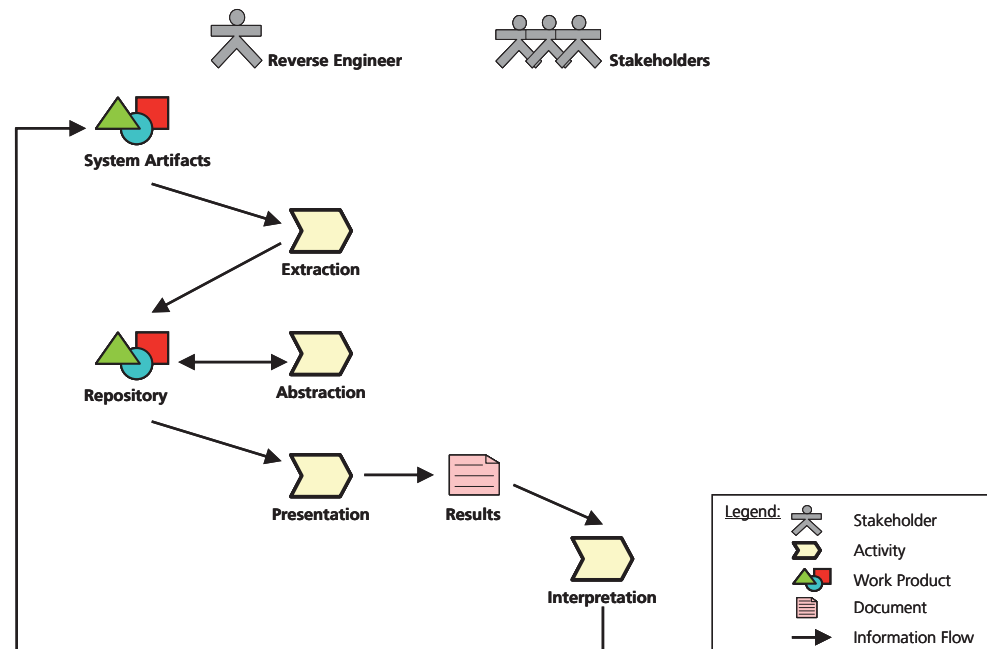 Reverse Engineer
Stakeholders
System Artifacts
Extraction
Repository
Abstraction
Presentation
Results
Interpretation
Legend:
Stakeholder
Activity
Work Product
Document
Information Flow